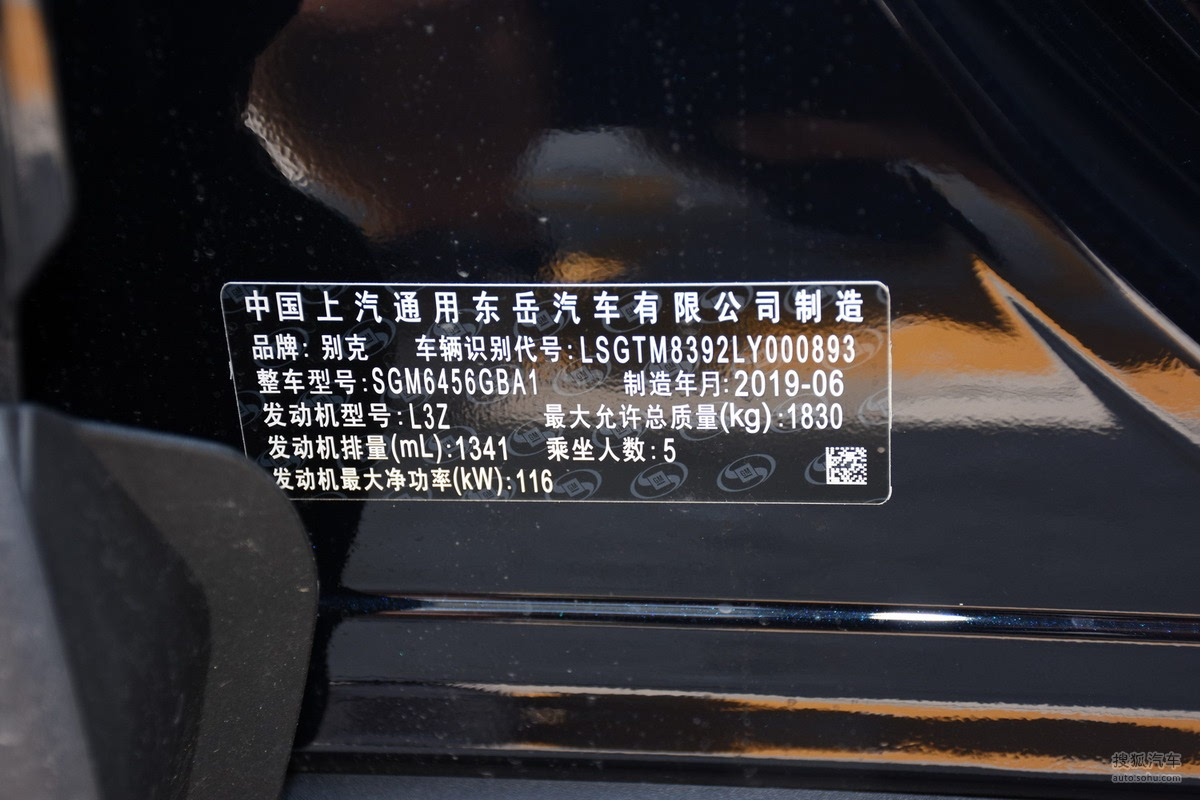 中国上汽通用东岳汽车有限公司制造
品牌: 别克 车辆识别代号:LSGTM8392LY000893
整车型号:SGM6456GBA1 制造年月:2019-06
发动机型号:L3Z 最大允许总质量(kg):1830
发动机排量(mL):1341 乘坐人数:5
发动机最大净功率(kW):116
搜狐汽车
auto.sohu.com